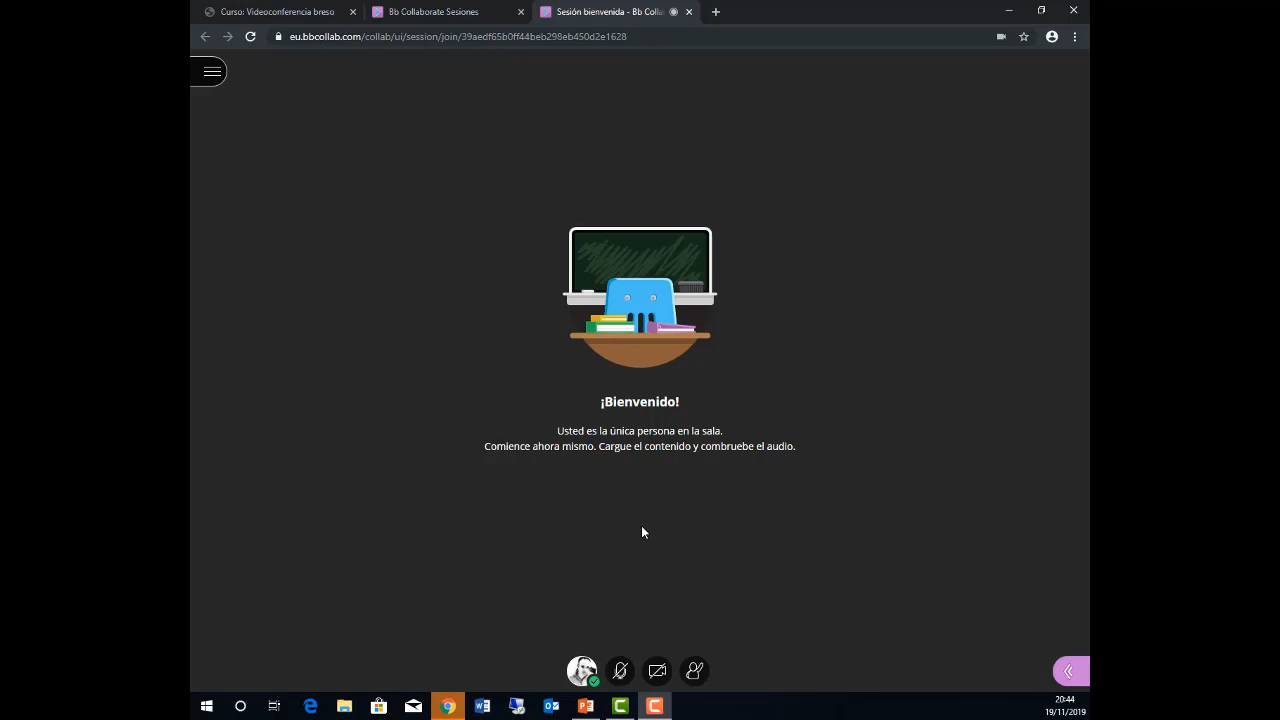 Curso: Videoconferencia breso
Bb Collaborate Sesiones
Sesión bienvenida - Bb Colla
eu.bbcollab.com/collab/ui/session/join/39aedf65b0ff44beb298eb450d2e1628
¡Bienvenido!
Usted es la única persona en la sala.
Comience ahora mismo. Cargue el contenido y combruebe el audio.
20:44
19/11/2019